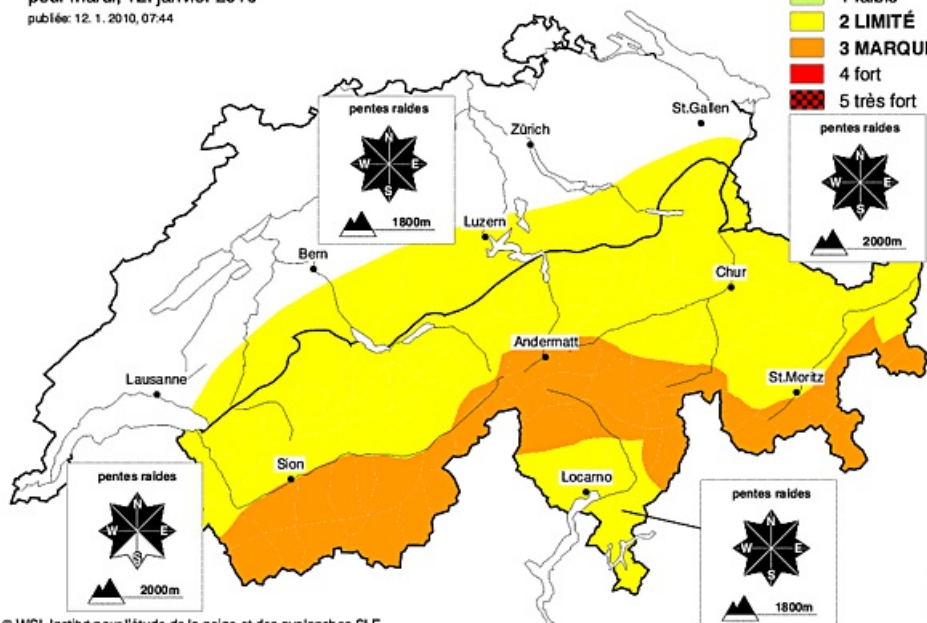 publiée: 12. 1. 2010, 07:44
2 LIMITÉ
4 fort
5 très fort
pentes raides
N
W E
S
1800m
St.Gallen
Zürich
pentes raides
N
W E
S
2000m
Luzern
Bern
Chur
Andermatt
Lausanne
St.Moritz
Sion
Locarno
pentes raides
N
W E
S
2000m
pentes raides
N
W E
S
1800m